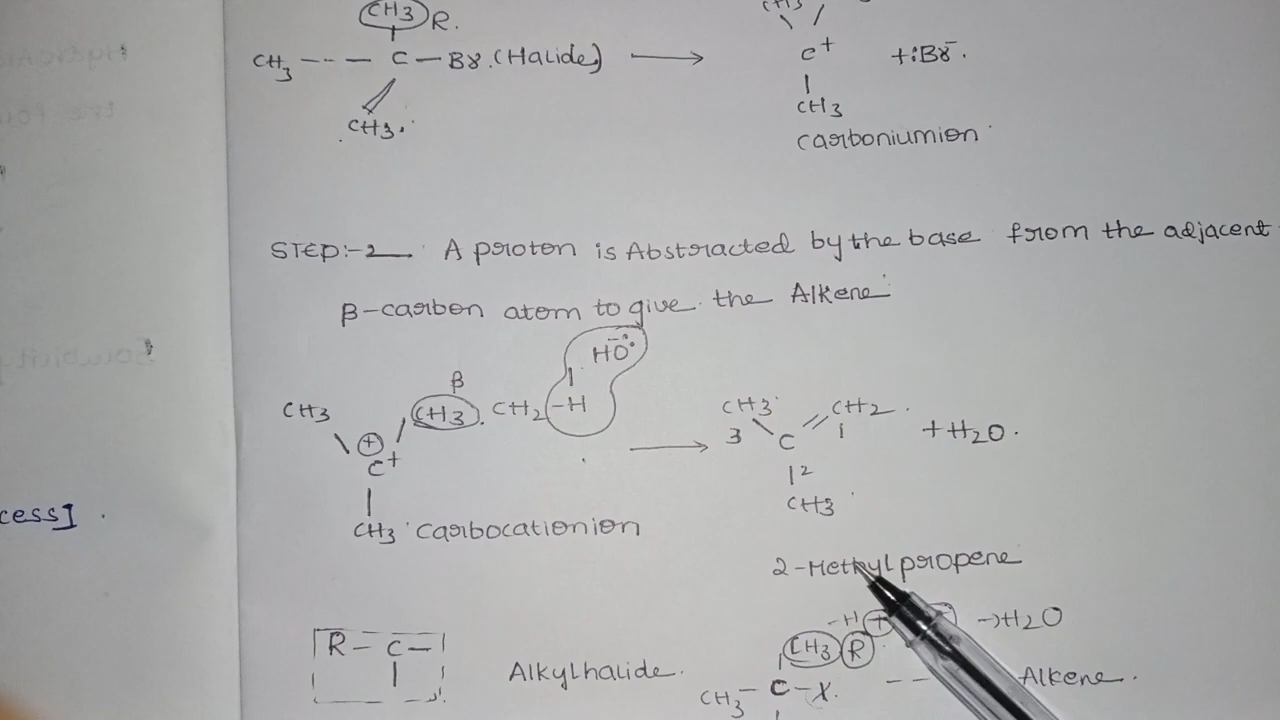 CH3 R.
CH3 --- C - Br.(Halide) → C+ + :Br-.
CH3.
CH3
carboniumion
STEP:-2 A proton is Abstracted by the base from the adjacent
β-carbon atom to give the Alkene
HO-:
β
CH3 CH3. CH2 -H → CH3 CH2. + H2O.
+ C+ 3 C 1
2
CH3
CH3 carbocationion
cess].
2-Methyl propene
-H + → H2O
R - C - Alkylhalide. CH3 R
CH3 - C - X. -- Alkene.